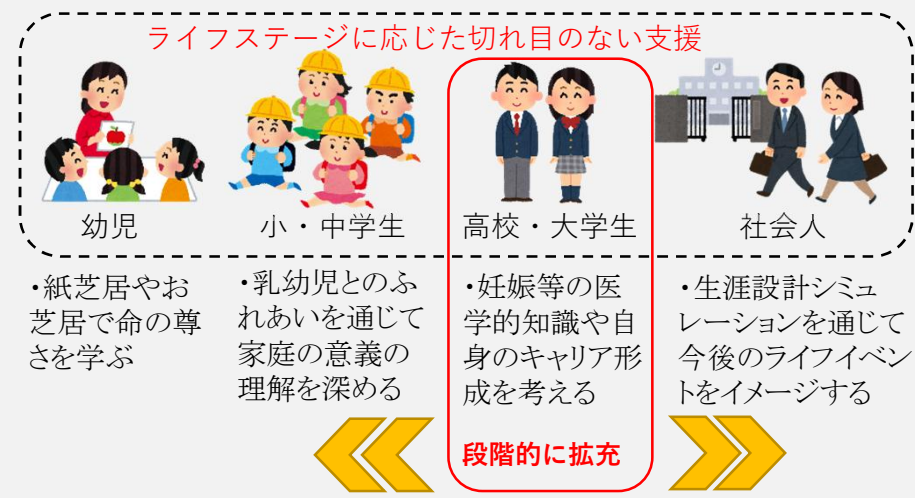 ライフステージに応じた切れ目のない支援
幼児
小・中学生
高校・大学生
社会人
・紙芝居やお
芝居で命の尊
さを学ぶ
・乳幼児とのふ
れあいを通じて
家庭の意義の
理解を深める
・妊娠等の医
学的知識や自
身のキャリア形
成を考える
・生涯設計シミュ
レーションを通じて
今後のライフイベン
トをイメージする
段階的に拡充